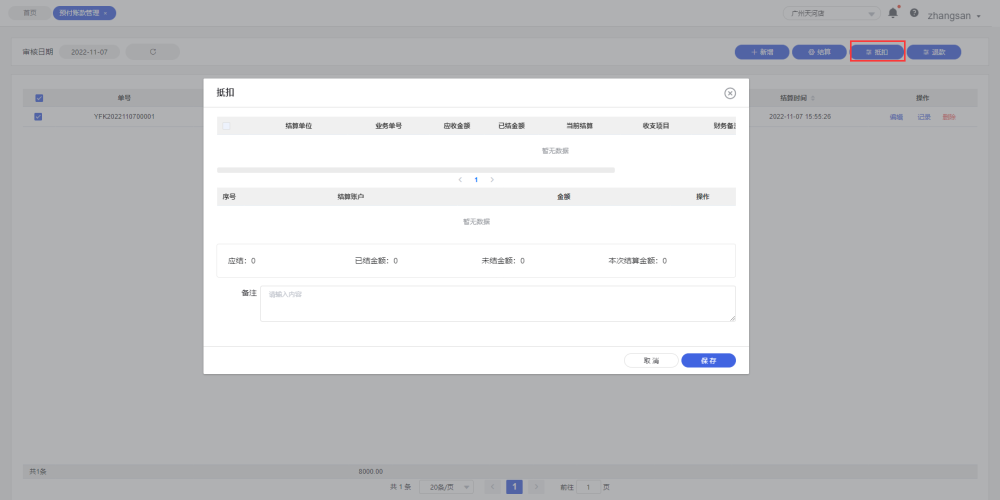 首页 预付账款管理 ×
广州天河店
zhangsan
审核日期 2022-11-07
+ 新增 结算 抵扣 退款
单号 结算时间 操作
YFK2022110700001 2022-11-07 15:55:26 编辑 记录 删除
抵扣
结算单位 业务单号 应收金额 已结金额 当前结算 收支项目 财务备注
暂无数据
< 1 >
序号 结算账户 金额 操作
暂无数据
应结：0 已结金额：0 未结金额：0 本次结算金额：0
备注 请输入内容
取 消 保 存
共1条 8000.00
共 1 条 20条/页 < 1 > 前往 1 页